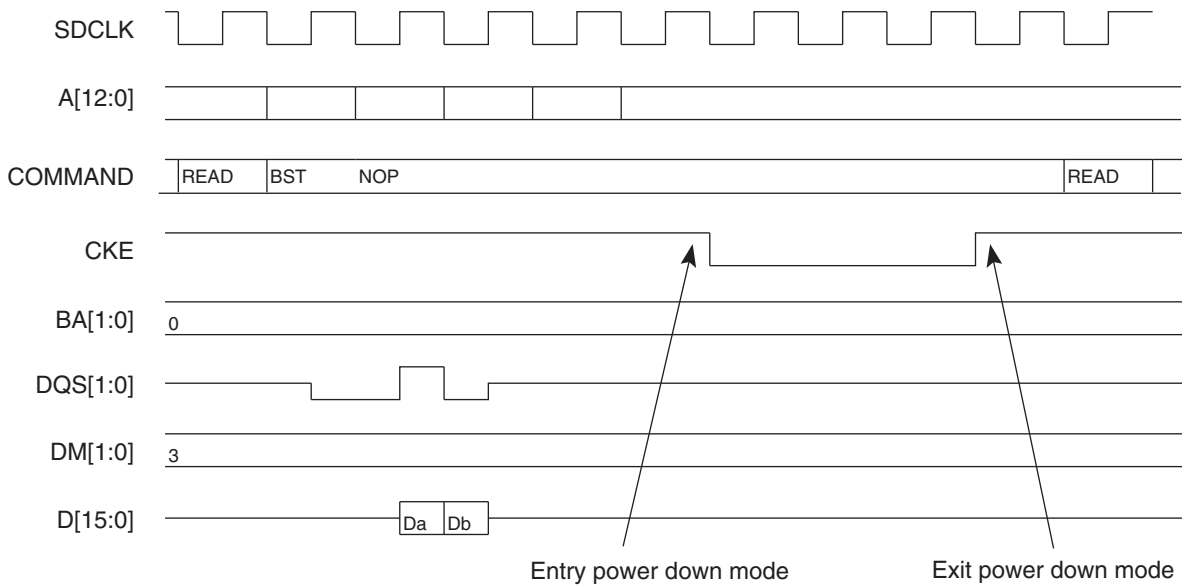 SDCLK
A[12:0]
COMMAND READ BST NOP READ
CKE
BA[1:0] 0
DQS[1:0]
DM[1:0] 3
D[15:0] Da Db
Entry power down mode Exit power down mode